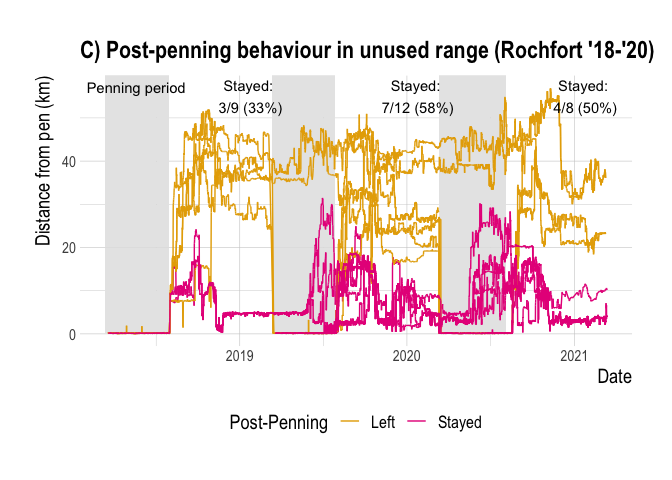 C) Post-penning behaviour in unused range (Rochfort '18-'20)
Penning period
Stayed:
3/9 (33%)
Stayed:
7/12 (58%)
Stayed:
4/8 (50%)
Distance from pen (km)
40
20
0
2019
2020
2021
Date
Post-Penning
Left
Stayed